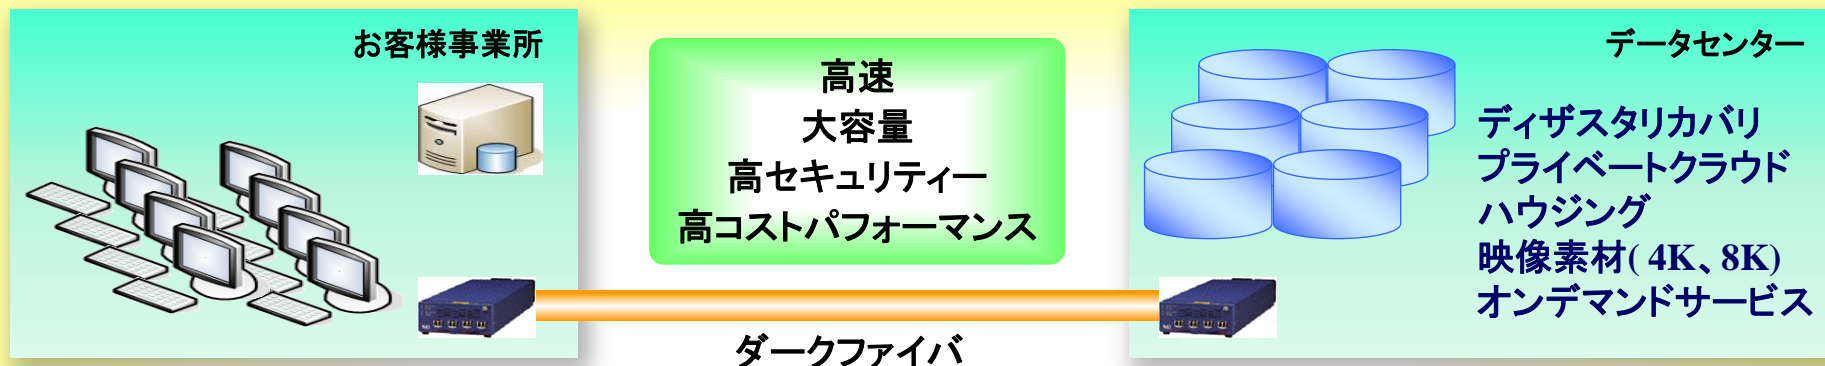 お客様事業所
高速
大容量
高セキュリティー
高コストパフォーマンス
ダークファイバ
データセンター
ディザスタリカバリ
プライベートクラウド
ハウジング
映像素材( 4K、8K)
オンデマンドサービス